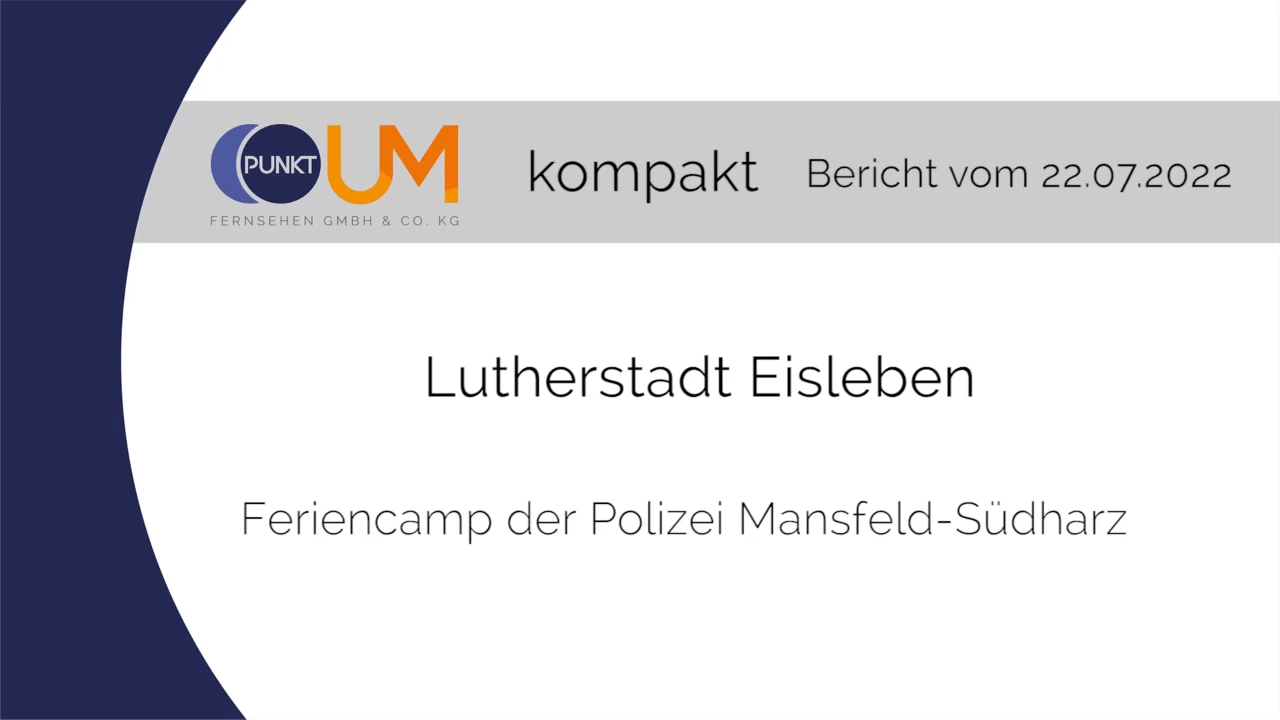 PUNKT UM
FERNSEHEN GMBH & CO. KG
kompakt
Bericht vom 22.07.2022
Lutherstadt Eisleben
Feriencamp der Polizei Mansfeld-Südharz